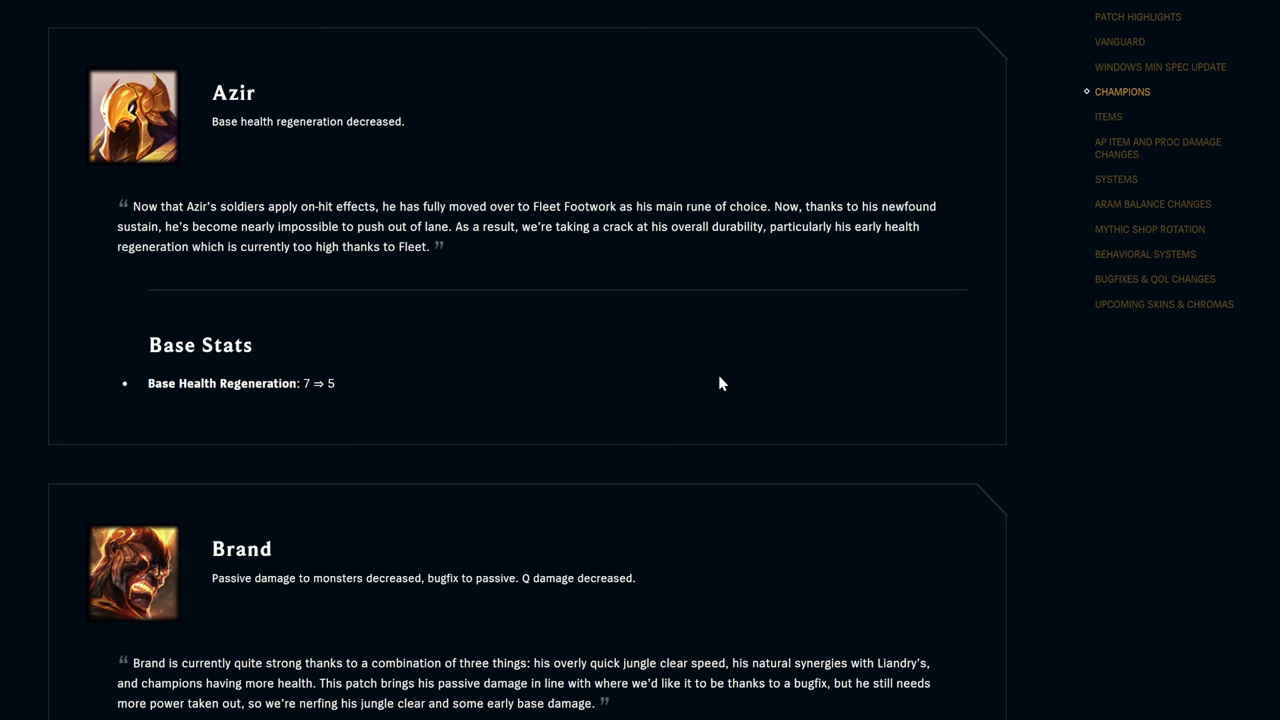 Azir
Base health regeneration decreased.
“ Now that Azir’s soldiers apply on-hit effects, he has fully moved over to Fleet Footwork as his main rune of choice. Now, thanks to his newfound
sustain, he’s become nearly impossible to push out of lane. As a result, we’re taking a crack at his overall durability, particularly his early health
regeneration which is currently too high thanks to Fleet. ”
Base Stats
• Base Health Regeneration: 7 ⇒ 5
Brand
Passive damage to monsters decreased, bugfix to passive. Q damage decreased.
“ Brand is currently quite strong thanks to a combination of three things: his overly quick jungle clear speed, his natural synergies with Liandry’s,
and champions having more health. This patch brings his passive damage in line with where we’d like it to be thanks to a bugfix, but he still needs
more power taken out, so we’re nerfing his jungle clear and some early base damage. ”
PATCH HIGHLIGHTS
VANGUARD
WINDOWS MIN SPEC UPDATE
CHAMPIONS
ITEMS
AP ITEM AND PROC DAMAGE
CHANGES
SYSTEMS
ARAM BALANCE CHANGES
MYTHIC SHOP ROTATION
BEHAVIORAL SYSTEMS
BUGFIXES & QOL CHANGES
UPCOMING SKINS & CHROMAS